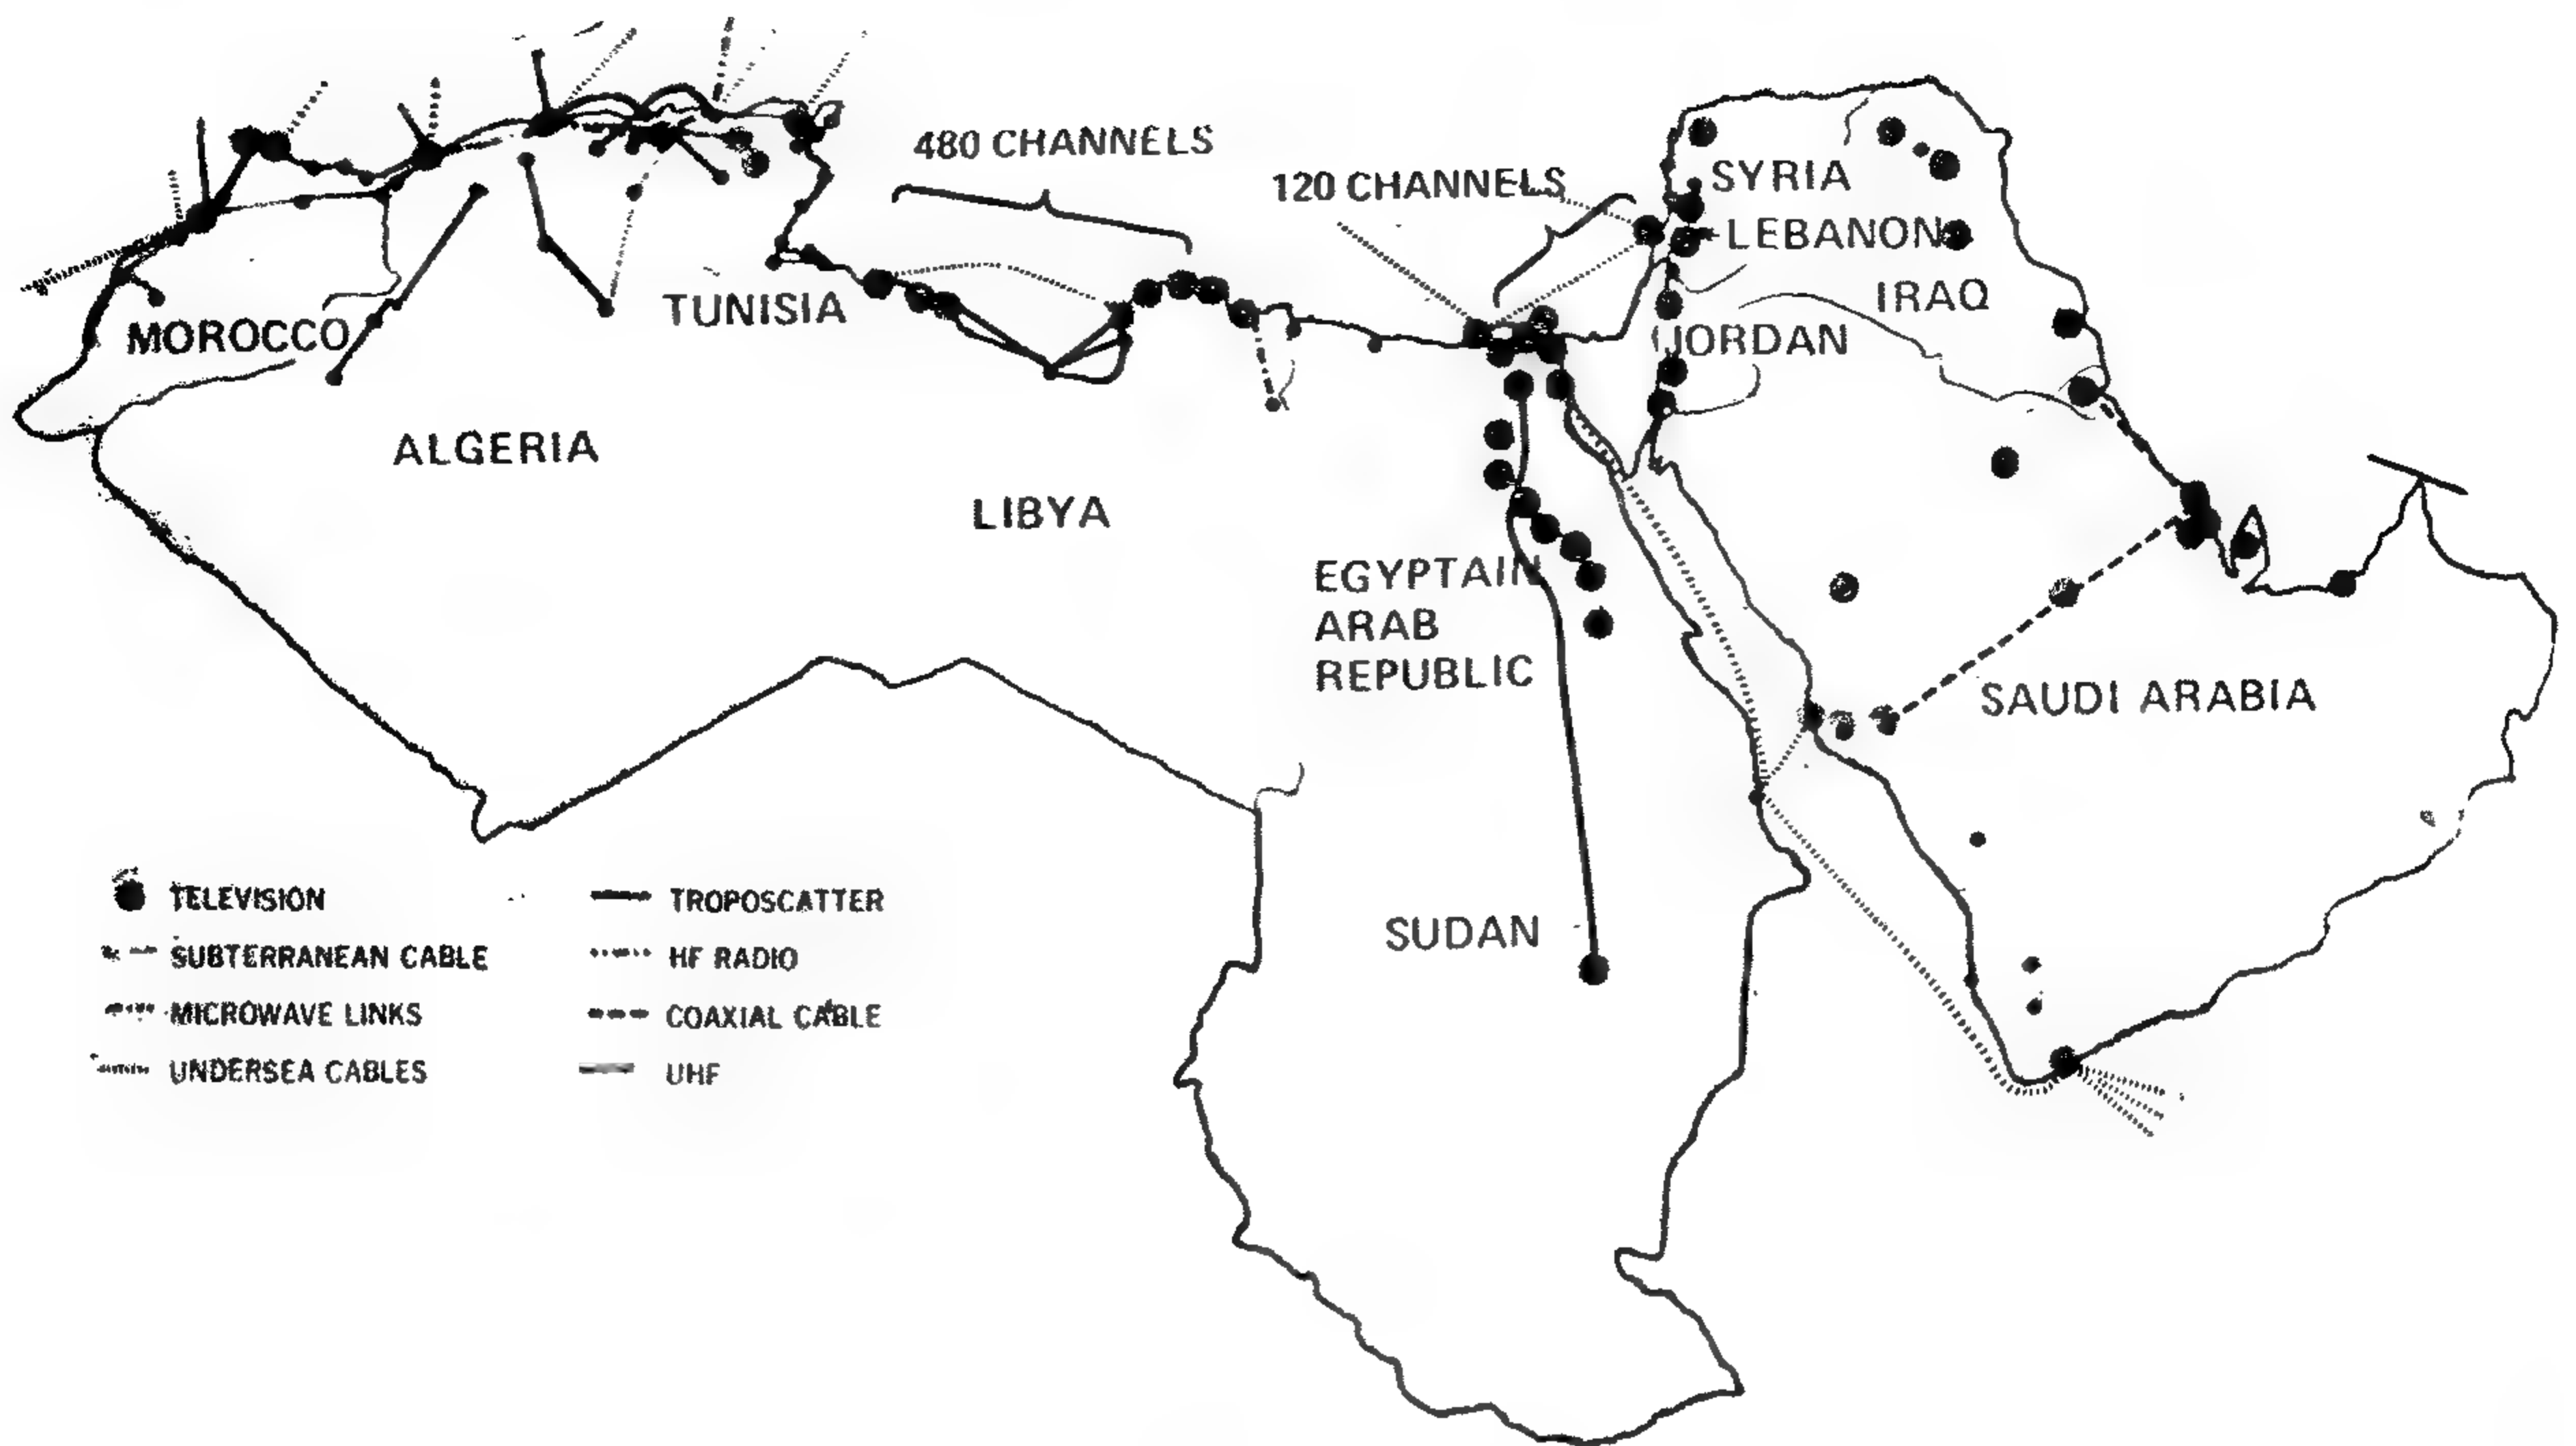 480 CHANNELS
120 CHANNELS
SYRIA
LEBANON
IRAQ
JORDAN
TUNISIA
MOROCCO
ALGERIA
LIBYA
EGYPTAIN
ARAB
REPUBLIC
SAUDI ARABIA
SUDAN
TELEVISION
SUBTERRANEAN CABLE
MICROWAVE LINKS
UNDERSEA CABLES
TROPOSCATTER
HF RADIO
COAXIAL CABLE
UHF